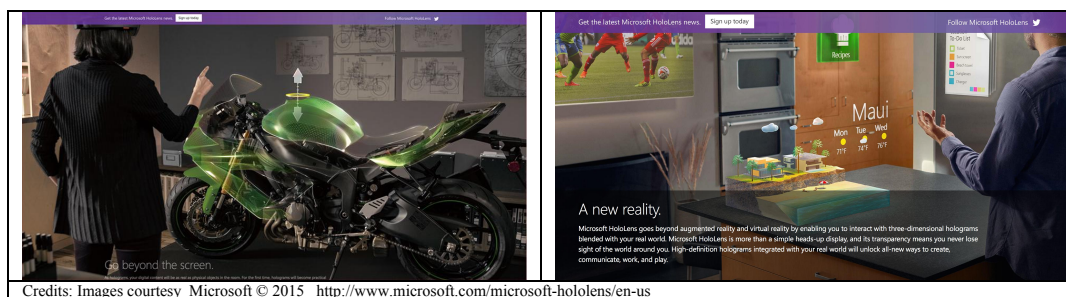 Get the latest Microsoft HoloLens news. Sign up today Follow Microsoft HoloLens
Go beyond the screen.
Get the latest Microsoft HoloLens news. Sign up today Follow Microsoft HoloLens
adidas
Recipes
To-Do List
Maui
Mon Tue Wed
71°F 74°F 76°F
A new reality.
Microsoft HoloLens goes beyond augmented reality and virtual reality by enabling you to interact with three-dimensional holograms
blended with your real world. Microsoft HoloLens is more than a simple heads-up display, and its transparency means you never lose
sight of the world around you. High-definition holograms integrated with your real world will unlock all-new ways to create,
communicate, work, and play.
Credits: Images courtesy Microsoft © 2015 http://www.microsoft.com/microsoft-hololens/en-us